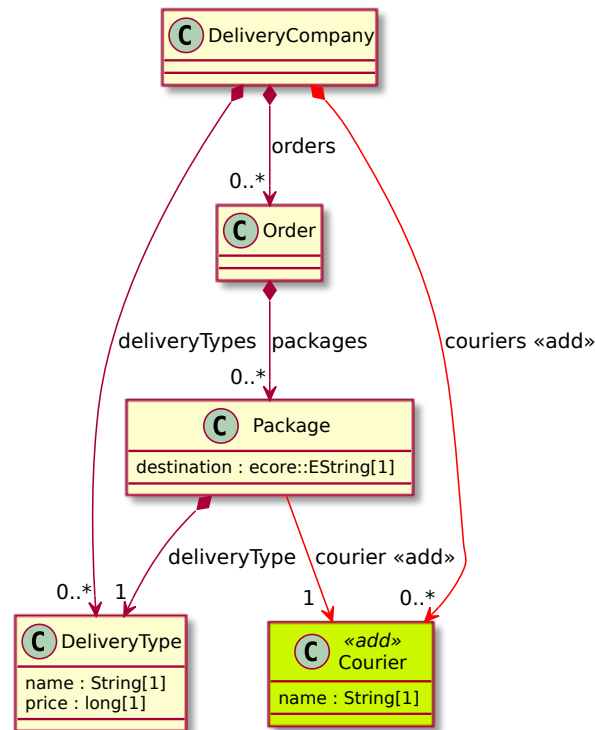 C DeliveryCompany
orders
0..*
C Order
deliveryTypes
packages
couriers «add»
0..*
C Package
destination : ecore::EString[1]
deliveryType
courier «add»
0..*
1
1
0..*
C DeliveryType
name : String[1]
price : long[1]
C «add»
Courier
name : String[1]